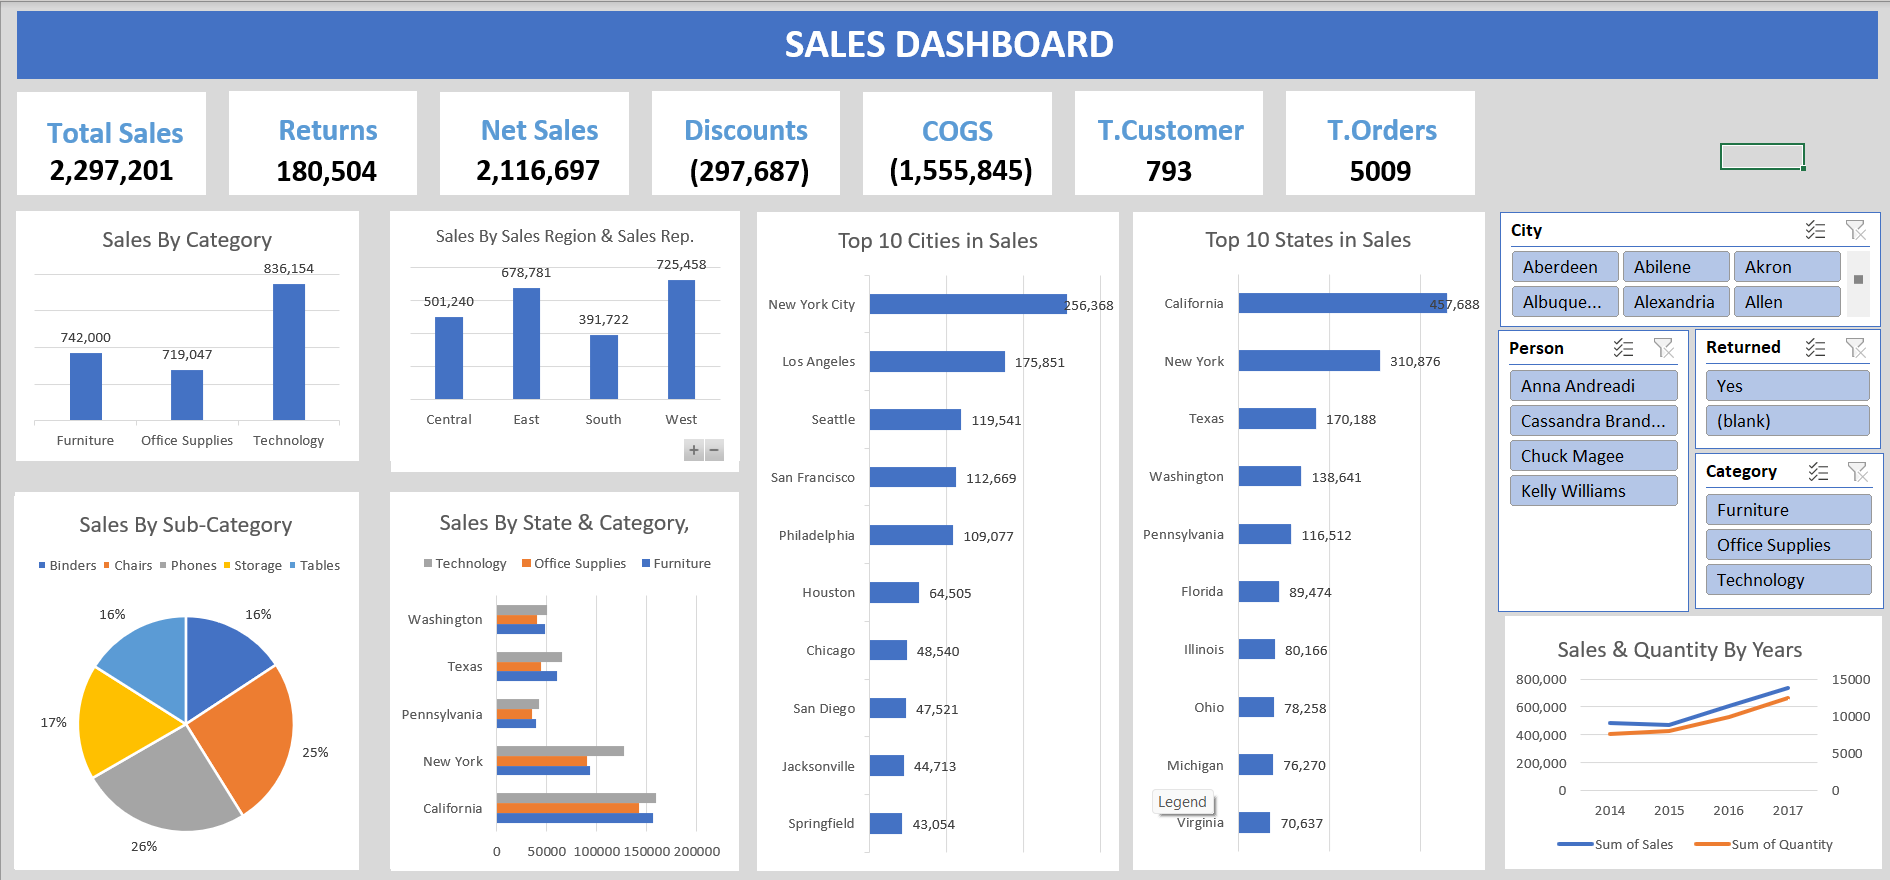 SALES DASHBOARD
Total Sales
2,297,201
Returns
180,504
Net Sales
2,116,697
Discounts
(297,687)
COGS
(1,555,845)
T.Customer
793
T.Orders
5009
Sales By Category
836,154
742,000
719,047
Furniture Office Supplies Technology
Sales By Sales Region & Sales Rep.
725,458
678,781
501,240
391,722
Central East South West
+ −
Top 10 Cities in Sales
New York City 256,368
Los Angeles 175,851
Seattle 119,541
San Francisco 112,669
Philadelphia 109,077
Houston 64,505
Chicago 48,540
San Diego 47,521
Jacksonville 44,713
Springfield 43,054
Top 10 States in Sales
California 457,688
New York 310,876
Texas 170,188
Washington 138,641
Pennsylvania 116,512
Florida 89,474
Illinois 80,166
Ohio 78,258
Michigan 76,270
Legend
Virginia 70,637
City
Aberdeen Abilene Akron
Albuque... Alexandria Allen
Person
Anna Andreadi
Cassandra Brand...
Chuck Magee
Kelly Williams
Returned
Yes
(blank)
Category
Furniture
Office Supplies
Technology
Sales By Sub-Category
Binders Chairs Phones Storage Tables
16% 16%
17%
25%
26%
Sales By State & Category,
Technology Office Supplies Furniture
Washington
Texas
Pennsylvania
New York
California
0 50000 100000 150000 200000
Sales & Quantity By Years
800,000 15000
600,000
10000
400,000
5000
200,000
0 0
2014 2015 2016 2017
Sum of Sales Sum of Quantity